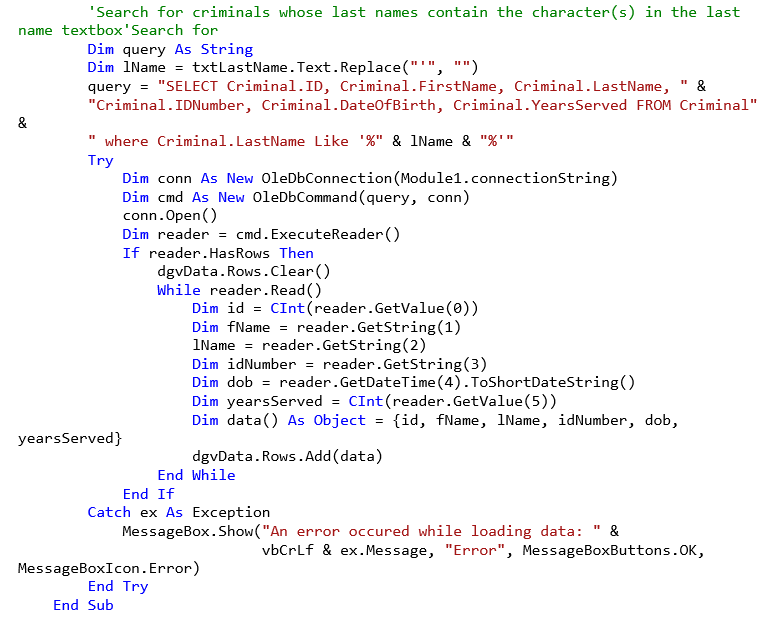 'Search for criminals whose last names contain the character(s) in the last
name textbox'Search for
Dim query As String
Dim lName = txtLastName.Text.Replace("'", "")
query = "SELECT Criminal.ID, Criminal.FirstName, Criminal.LastName, " &
"Criminal.IDNumber, Criminal.DateOfBirth, Criminal.YearsServed FROM Criminal"
&
" where Criminal.LastName Like '%" & lName & "%'"
Try
Dim conn As New OleDbConnection(Module1.connectionString)
Dim cmd As New OleDbCommand(query, conn)
conn.Open()
Dim reader = cmd.ExecuteReader()
If reader.HasRows Then
dgvData.Rows.Clear()
While reader.Read()
Dim id = CInt(reader.GetValue(0))
Dim fName = reader.GetString(1)
lName = reader.GetString(2)
Dim idNumber = reader.GetString(3)
Dim dob = reader.GetDateTime(4).ToShortDateString()
Dim yearsServed = CInt(reader.GetValue(5))
Dim data() As Object = {id, fName, lName, idNumber, dob,
yearsServed}
dgvData.Rows.Add(data)
End While
End If
Catch ex As Exception
MessageBox.Show("An error occured while loading data: " &
vbCrLf & ex.Message, "Error", MessageBoxButtons.OK,
MessageBoxIcon.Error)
End Try
End Sub